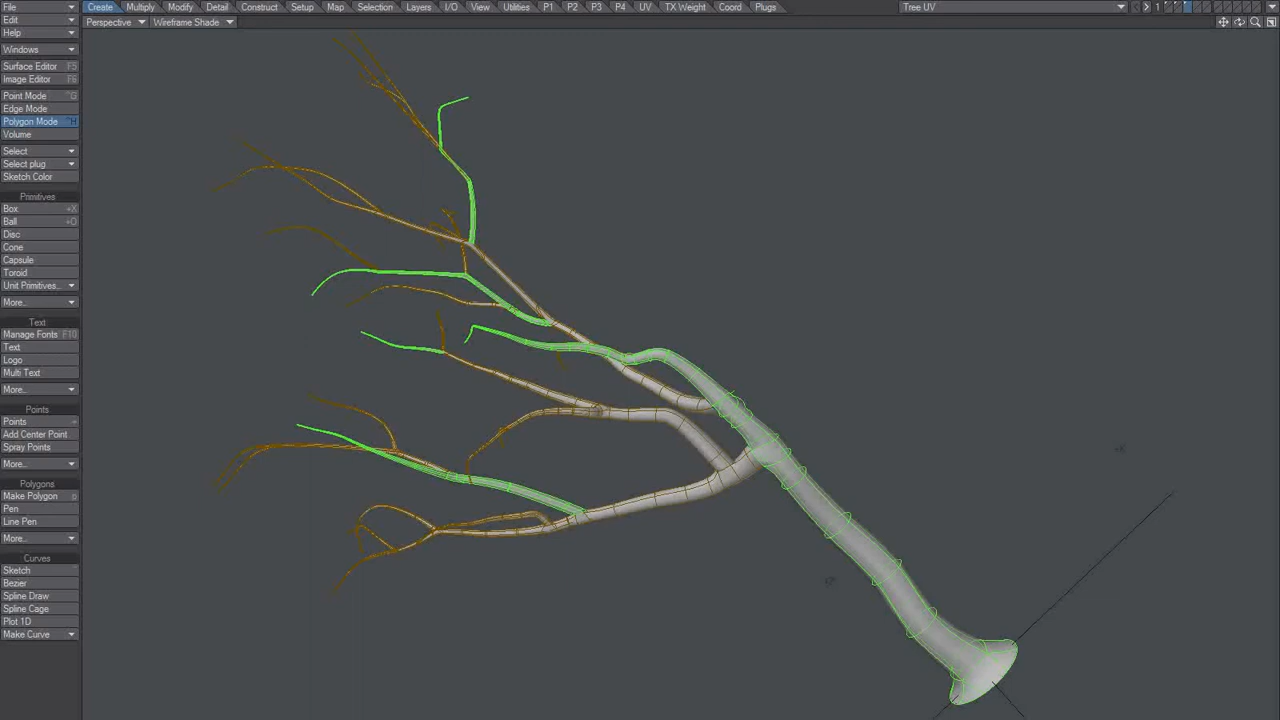 File Create Multiply Modify Detail Construct Setup Map Selection Layers I/O View Utilities P1 P2 P3 P4 UV TX Weight Coord Plugs Tree UV 1
Edit Perspective Wireframe Shade
Help
Windows
Surface Editor F5
Image Editor F6
Point Mode ^G
Edge Mode
Polygon Mode ^H
Volume
Select
Select plug
Sketch Color
Primitives
Box +X
Ball +O
Disc
Cone
Capsule
Toroid
Unit Primitives...
More...
Text
Manage Fonts F10
Text
Logo
Multi Text
More...
Points
Points +
Add Center Point
Spray Points
More...
Polygons
Make Polygon p
Pen
Line Pen
More...
Curves
Sketch
Bezier
Spline Draw
Spline Cage
Plot 1D
Make Curve